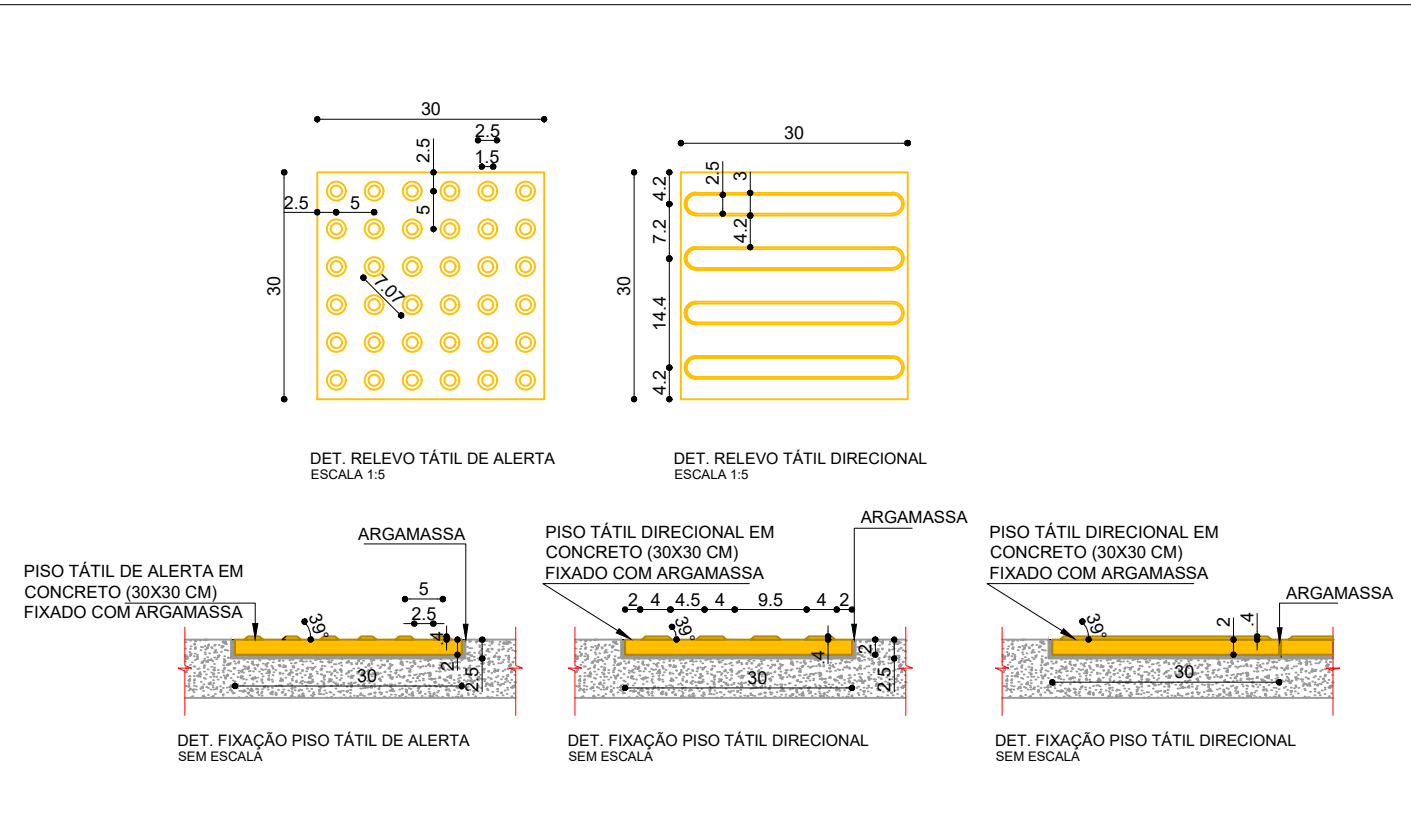 30
2.5
1.5
2.5
2.5
5
5
7.07
30
DET. RELEVO TÁTIL DE ALERTA
ESCALA 1:5
30
4.2
2.5
3
7.2
4.2
30
14.4
4.2
DET. RELEVO TÁTIL DIRECIONAL
ESCALA 1:5
ARGAMASSA
PISO TÁTIL DE ALERTA EM
CONCRETO (30X30 CM)
FIXADO COM ARGAMASSA
5
2.5
39°
.4
2
2.5
30
DET. FIXAÇÃO PISO TÁTIL DE ALERTA
SEM ESCALA
ARGAMASSA
PISO TÁTIL DIRECIONAL EM
CONCRETO (30X30 CM)
FIXADO COM ARGAMASSA
2 4 4.5 4 9.5 4 2
39°
.4
2
2.5
30
DET. FIXAÇÃO PISO TÁTIL DIRECIONAL
SEM ESCALA
PISO TÁTIL DIRECIONAL EM
CONCRETO (30X30 CM)
FIXADO COM ARGAMASSA
ARGAMASSA
39°
2
.4
30
DET. FIXAÇÃO PISO TÁTIL DIRECIONAL
SEM ESCALA